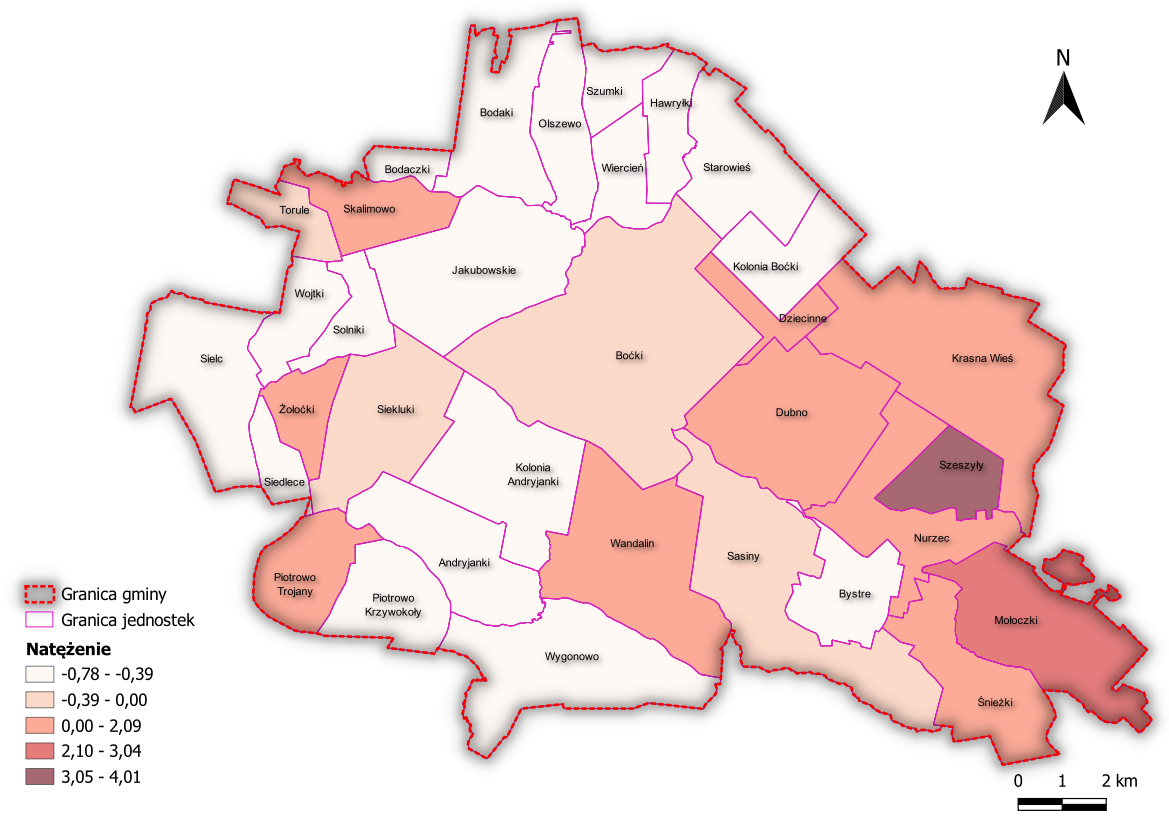 N
Szumki
Bodaki
Hawryłki
Olszewo
Bodaczki
Wiercień
Starowieś
Torule
Skalimowo
Jakubowskie
Kolonia Boćki
Wojtki
Solniki
Dziecinne
Sielc
Boćki
Krasna Wieś
Żołoćki
Siekluki
Dubno
Kolonia
Andryjanki
Szeszyły
Siedlece
Wandalin
Nurzec
Sasiny
Andryjanki
Piotrowo
Trojany
Piotrowo
Krzywokoły
Bystre
Mołoczki
Wygonowo
Śnieżki
Granica gminy
Granica jednostek
Natężenie
-0,78 - -0,39
-0,39 - 0,00
0,00 - 2,09
2,10 - 3,04
3,05 - 4,01
0 1 2 km